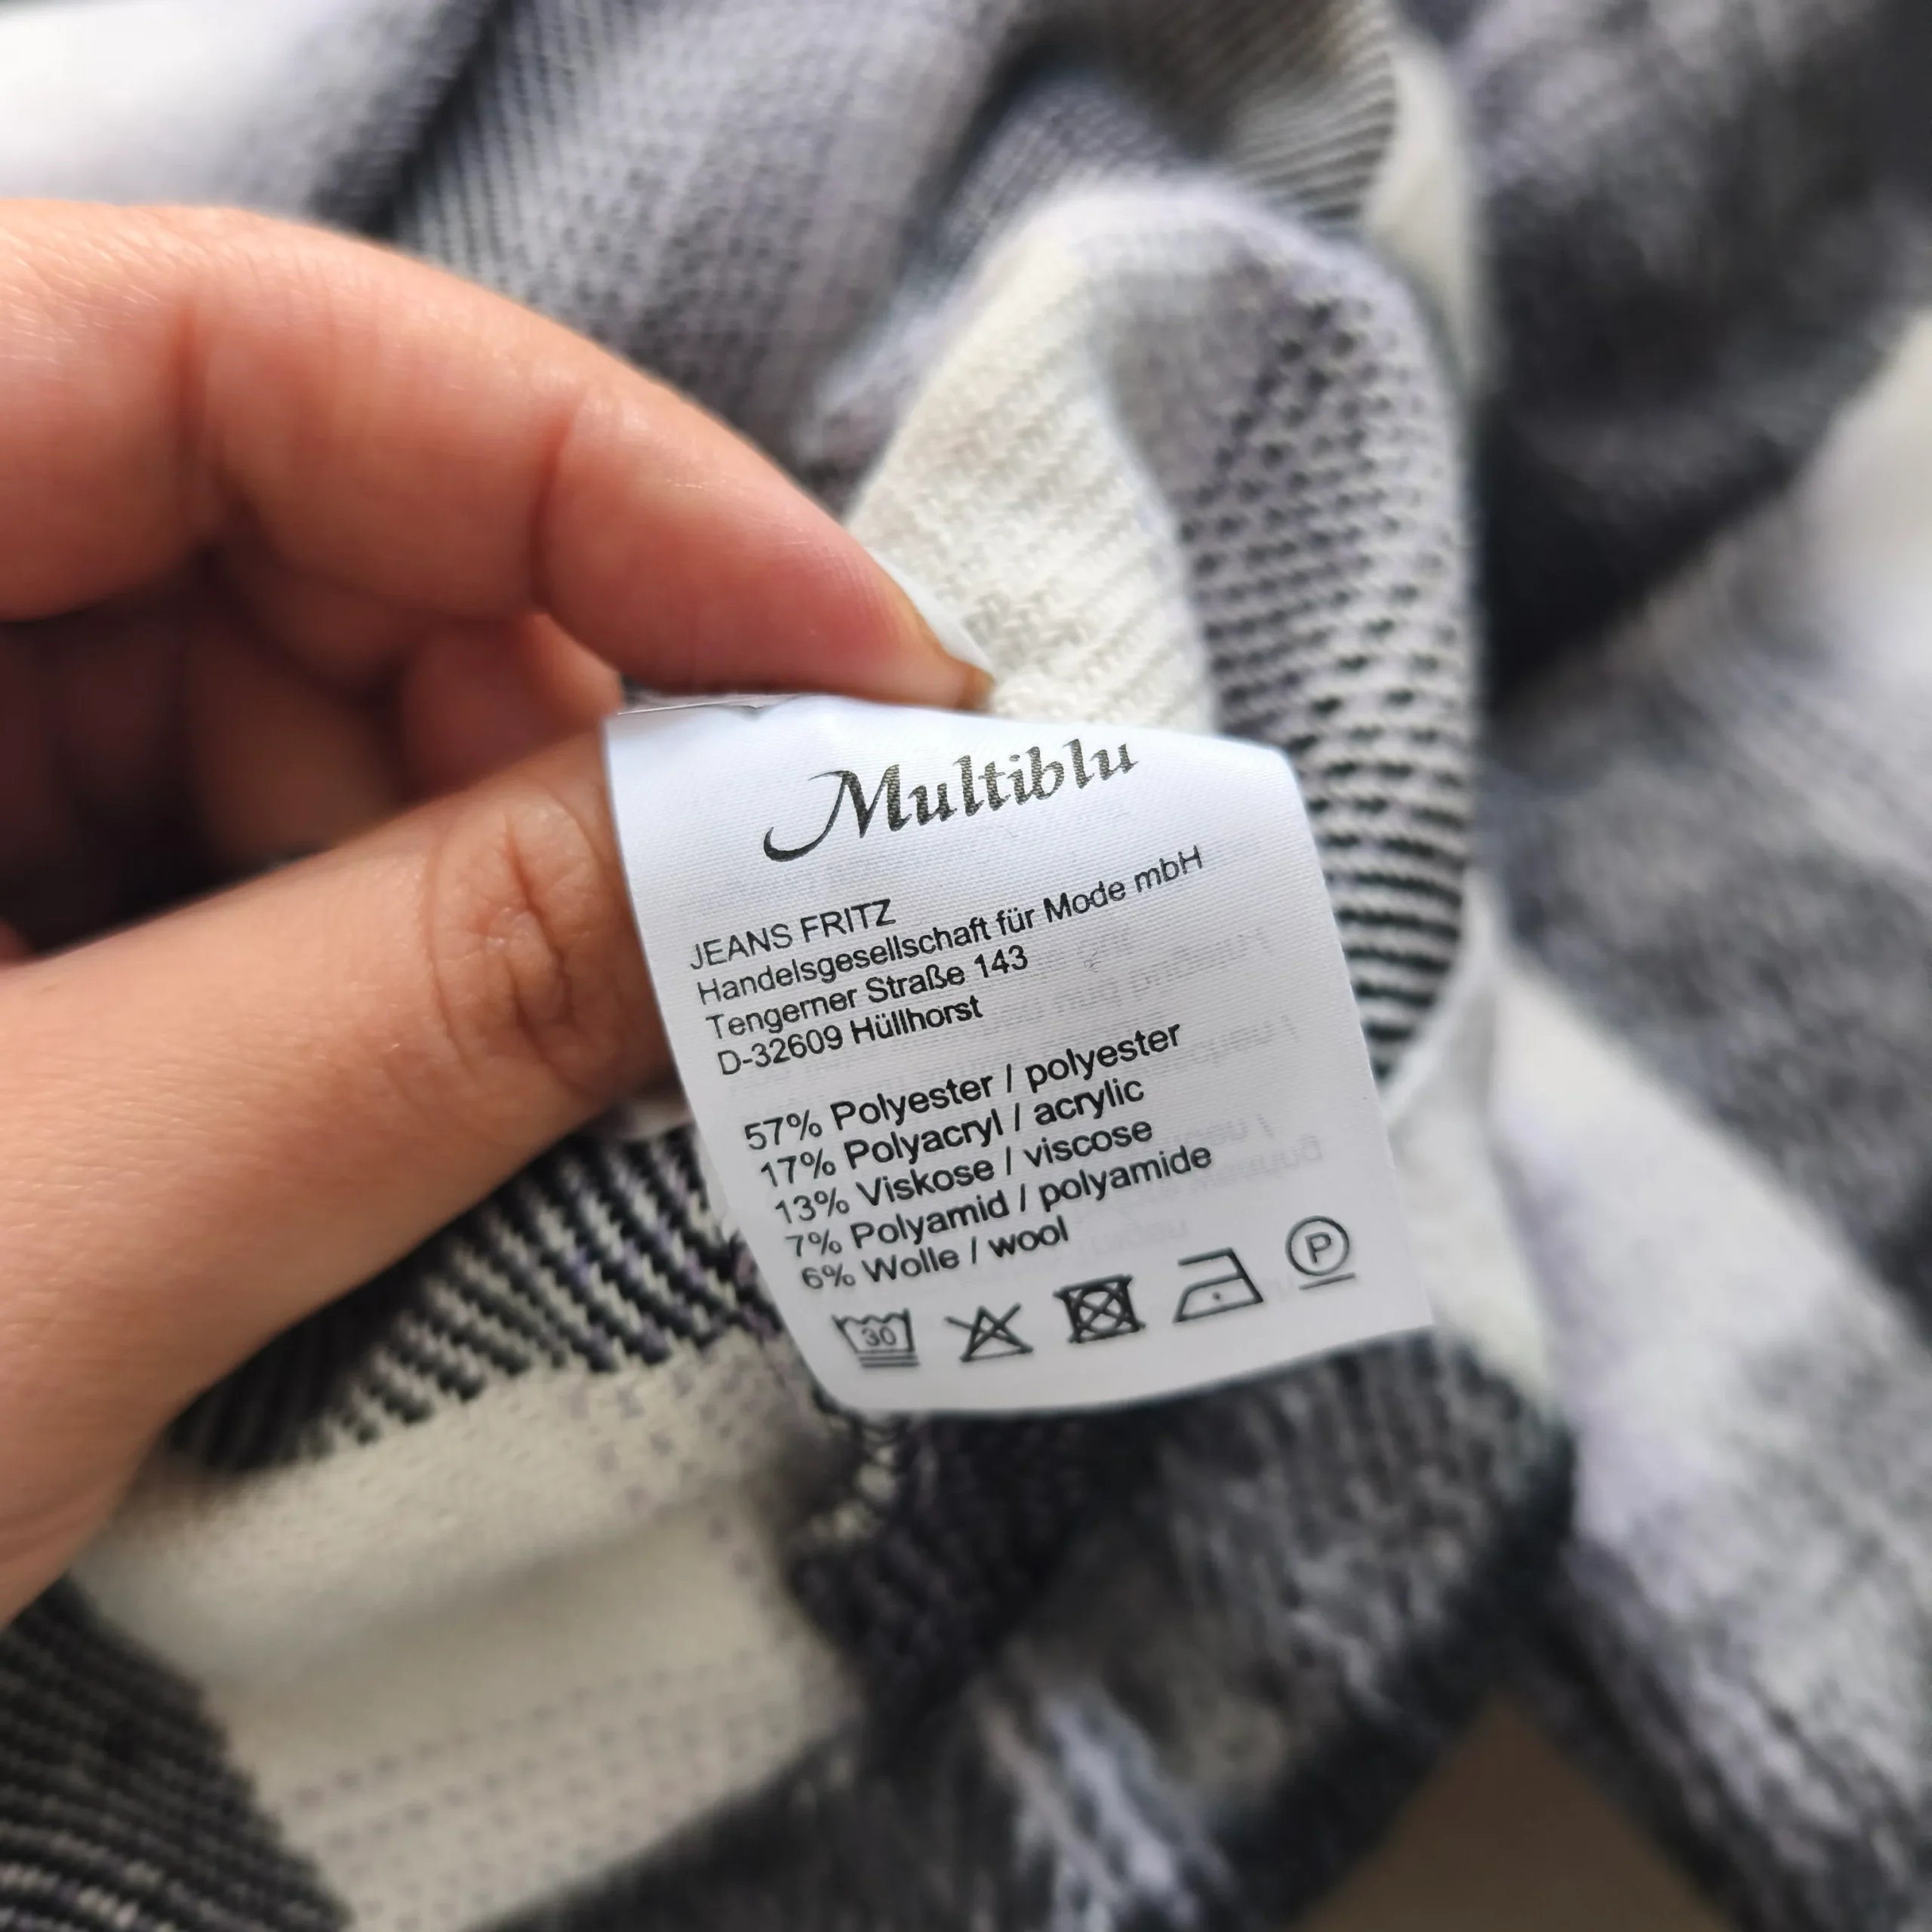 Multiblu
JEANS FRITZ
Handelsgesellschaft für Mode mbH
Tengerner Straße 143
D-32609 Hüllhorst
57% Polyester / polyester
17% Polyacryl / acrylic
13% Viskose / viscose
7% Polyamid / polyamide
6% Wolle / wool
30
P